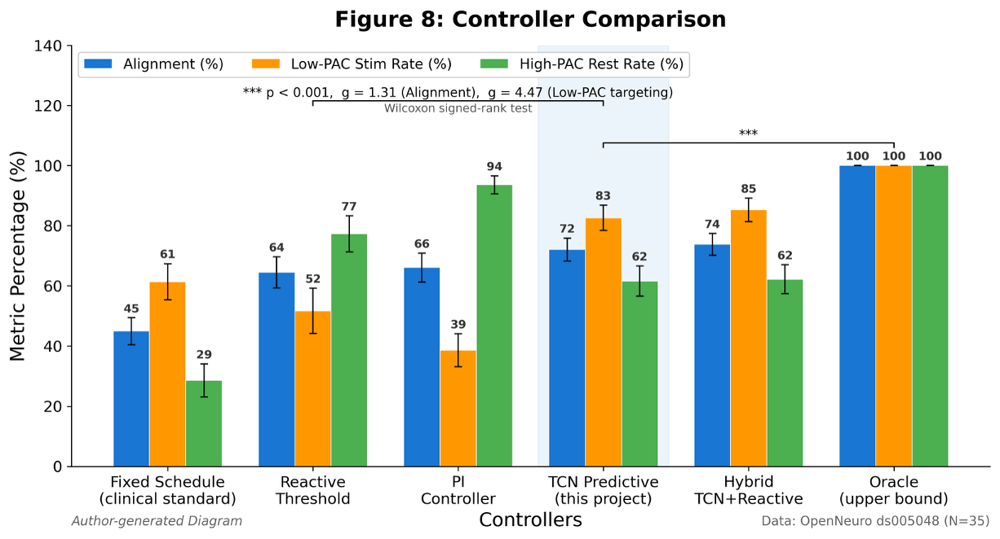 Figure 8: Controller Comparison
Alignment (%) Low-PAC Stim Rate (%) High-PAC Rest Rate (%)
*** p < 0.001, g = 1.31 (Alignment), g = 4.47 (Low-PAC targeting)
Wilcoxon signed-rank test
***
Metric Percentage (%)
140
120
100
80
60
40
20
0
45 61 29
64 52 77
66 39 94
72 83 62
74 85 62
100 100 100
Fixed Schedule
(clinical standard)
Reactive
Threshold
PI
Controller
TCN Predictive
(this project)
Hybrid
TCN+Reactive
Oracle
(upper bound)
Controllers
Author-generated Diagram
Data: OpenNeuro ds005048 (N=35)